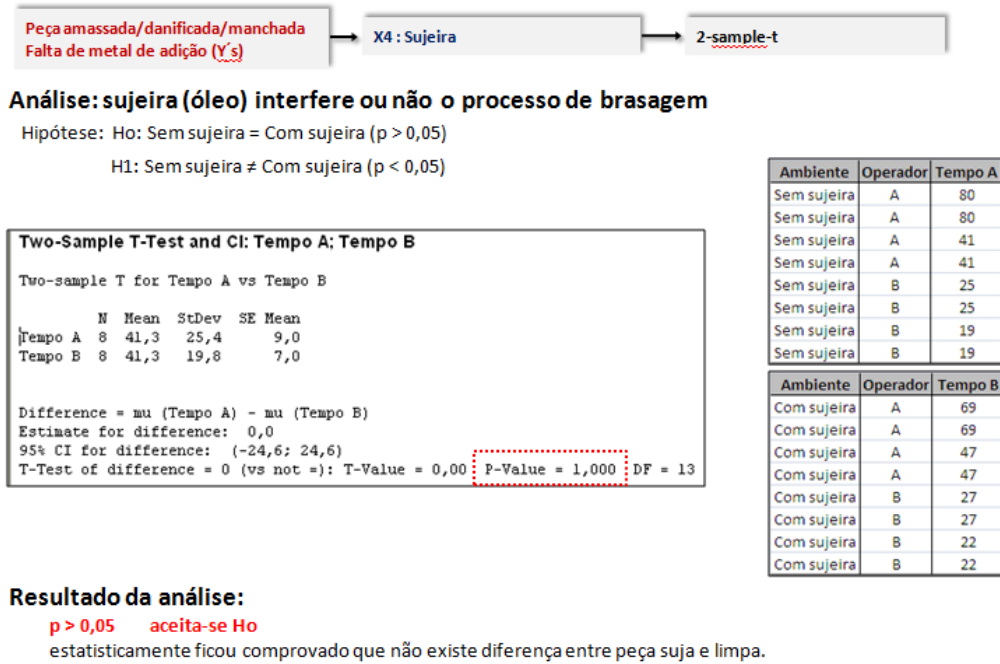 Peça amassada/danificada/manchada
Falta de metal de adição (Y´s)
X4 : Sujeira
2-sample-t
Análise: sujeira (óleo) interfere ou não o processo de brasagem
Hipótese: Ho: Sem sujeira = Com sujeira (p > 0,05)
H1: Sem sujeira ≠ Com sujeira (p < 0,05)
Two-Sample T-Test and CI: Tempo A; Tempo B
Two-sample T for Tempo A vs Tempo B
N Mean StDev SE Mean
Tempo A 8 41,3 25,4 9,0
Tempo B 8 41,3 19,8 7,0
Difference = mu (Tempo A) - mu (Tempo B)
Estimate for difference: 0,0
95% CI for difference: (-24,6; 24,6)
T-Test of difference = 0 (vs not =): T-Value = 0,00 P-Value = 1,000 DF = 13
Ambiente Operador Tempo A
Sem sujeira A 80
Sem sujeira A 80
Sem sujeira A 41
Sem sujeira A 41
Sem sujeira B 25
Sem sujeira B 25
Sem sujeira B 19
Sem sujeira B 19
Ambiente Operador Tempo B
Com sujeira A 69
Com sujeira A 69
Com sujeira A 47
Com sujeira A 47
Com sujeira B 27
Com sujeira B 27
Com sujeira B 22
Com sujeira B 22
Resultado da análise:
p > 0,05 aceita-se Ho
estatisticamente ficou comprovado que não existe diferença entre peça suja e limpa.